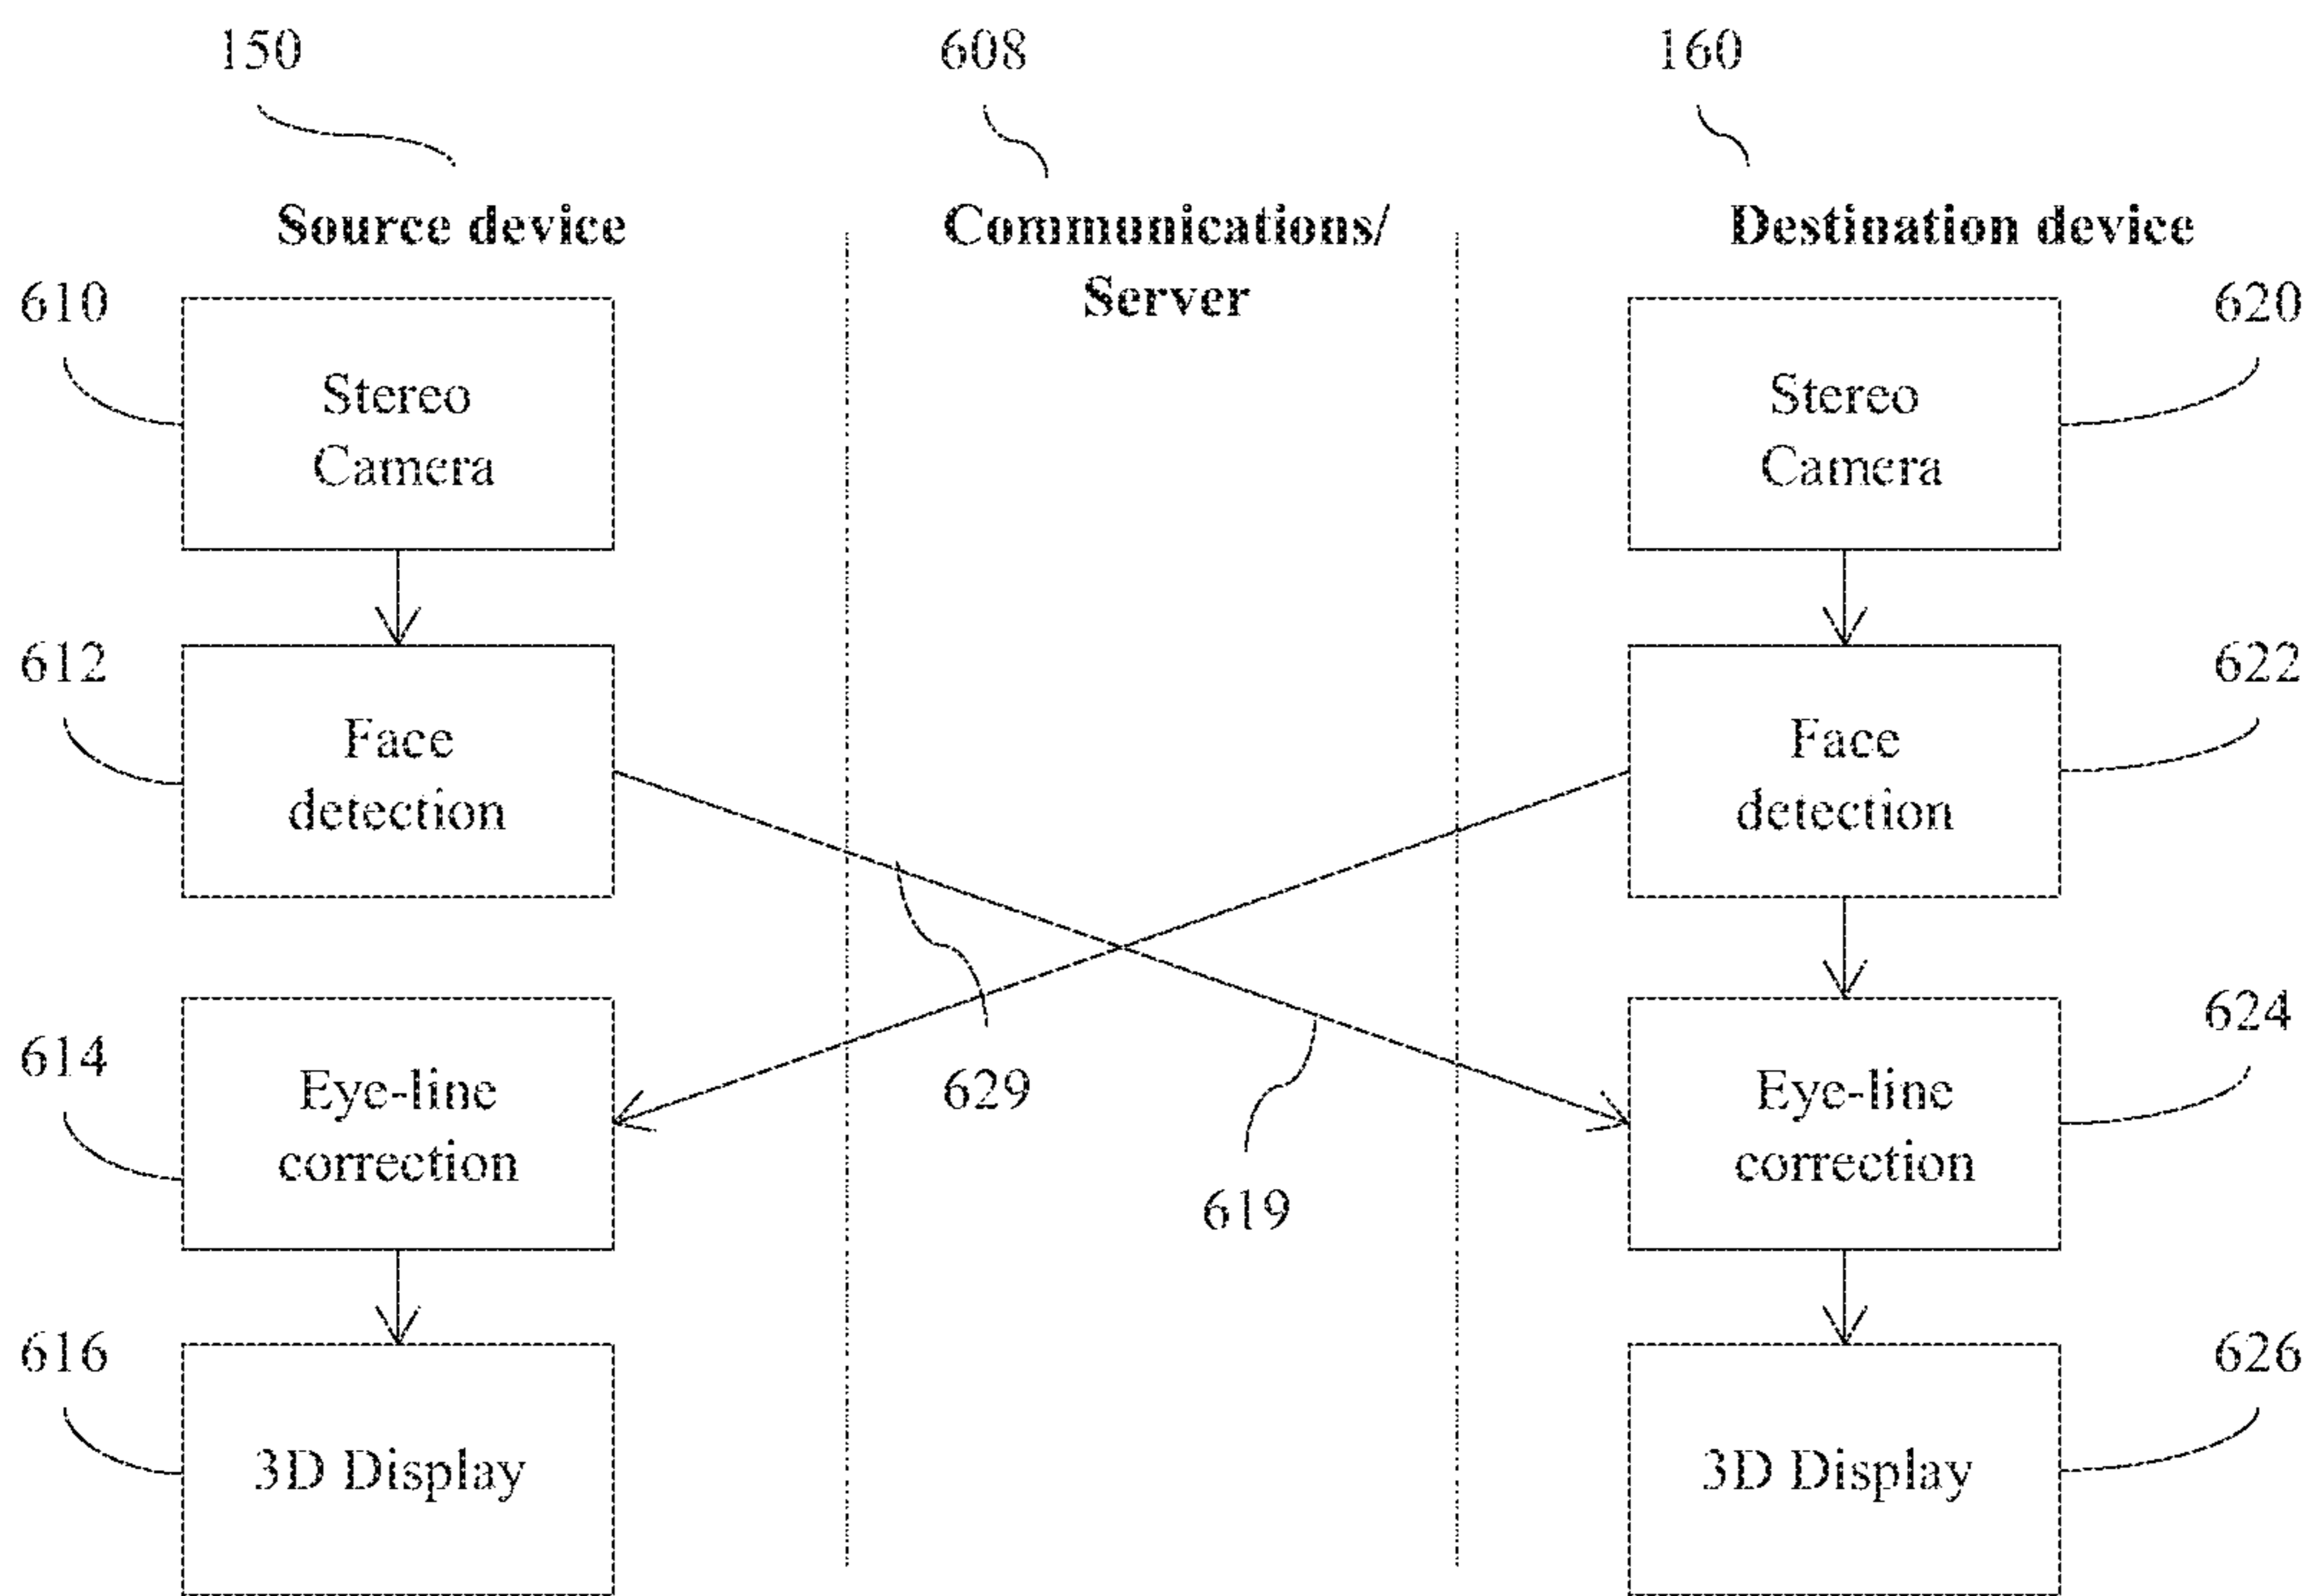 150
608
160
Source device
Communications/
Server
Destination device
610
Stereo
Camera
620
Stereo
Camera
612
Face
detection
622
Face
detection
614
Eye-line
correction
629
619
624
Eye-line
correction
616
3D Display
626
3D Display